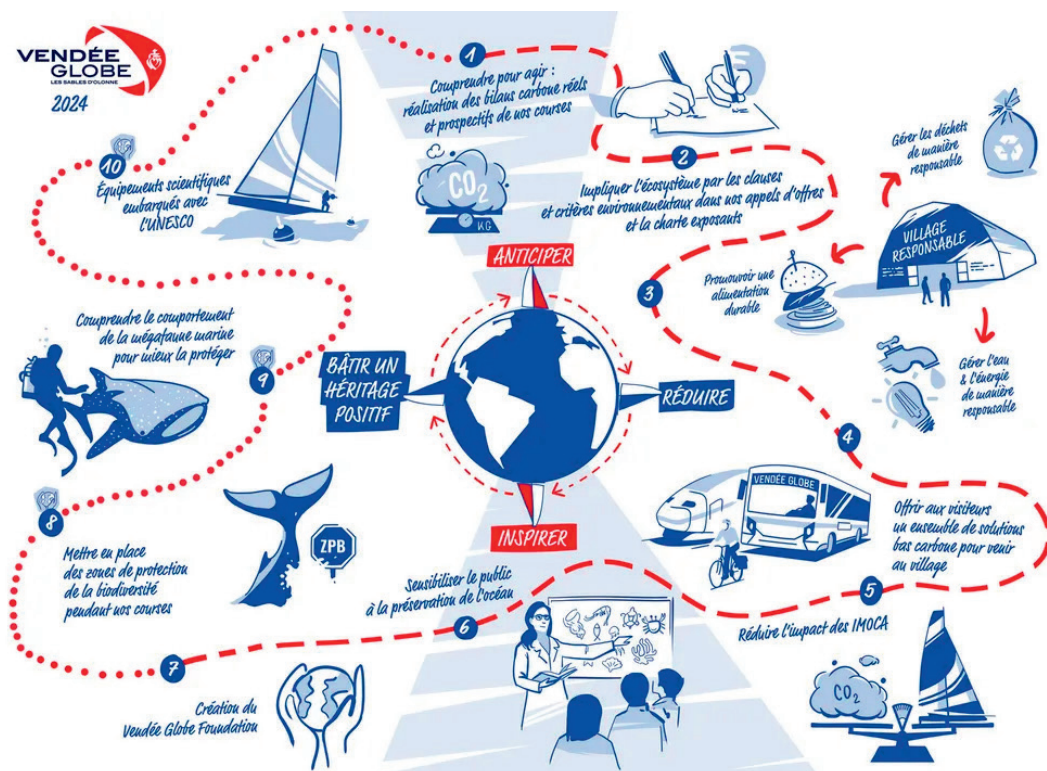 VENDÉE
GLOBE
LES SABLES D'OLONNE
2024
1
Comprendre pour agir :
réalisation des bilans carbone réels
et prospectifs de nos courses
CO2
KG
2
Impliquer l'écosystème par les clauses
et critères environnementaux dans nos appels d'offres
et la charte exposants
3
VILLAGE
RESPONSABLE
Gérer les déchets
de manière
responsable
Promouvoir une
alimentation
durable
Gérer l'eau
& l'énergie
de manière
responsable
4
Offrir aux visiteurs
un ensemble de solutions
bas carbone pour venir
au village
VENDÉE GLOBE
5
Réduire l'impact des IMOCA
CO2
6
Sensibiliser le public
à la préservation de l'océan
7
Création du
Vendée Globe Foundation
8
Mettre en place
des zones de protection
de la biodiversité
pendant nos courses
ZPB
9
Comprendre le comportement
de la mégafaune marine
pour mieux la protéger
10
Équipements scientifiques
embarqués avec
l'UNESCO
ANTICIPER
RÉDUIRE
INSPIRER
BÂTIR UN
HÉRITAGE
POSITIF